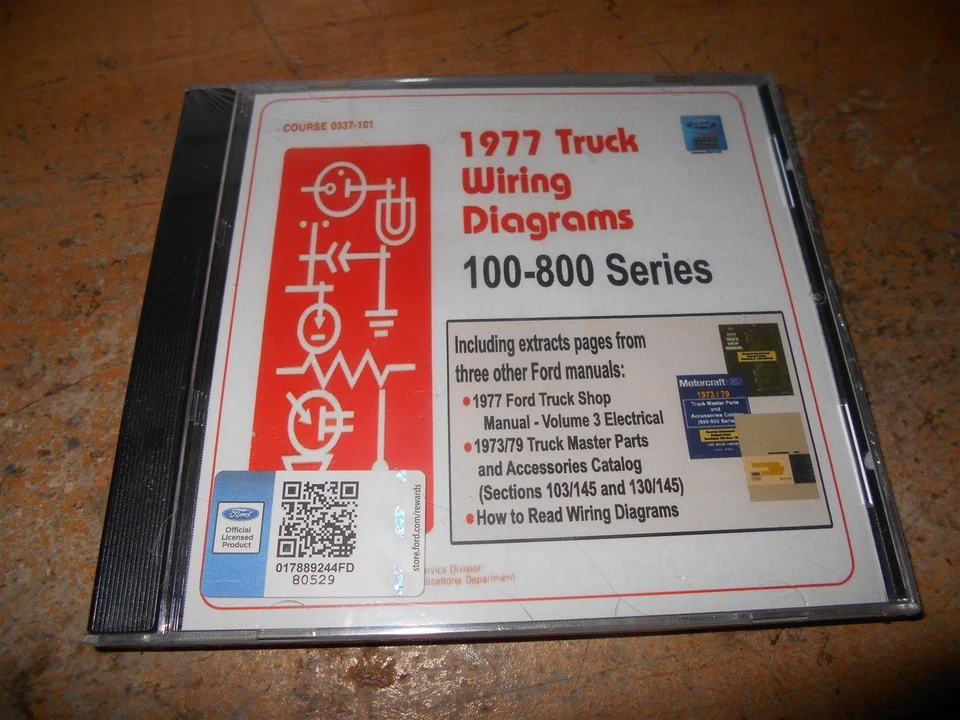 COURSE 0337-101
1977 Truck
Wiring
Diagrams
100-800 Series
Including extracts pages from
three other Ford manuals:
•1977 Ford Truck Shop
Manual - Volume 3 Electrical
•1973/79 Truck Master Parts
and Accessories Catalog
(Sections 103/145 and 130/145)
•How to Read Wiring Diagrams
Motorcraft
1973 / 79
Truck Master Parts
and
Accessories Catalog
Ford
Official
Licensed
Product
017889244FD
80529
store.ford.com/rewards
Division
Department